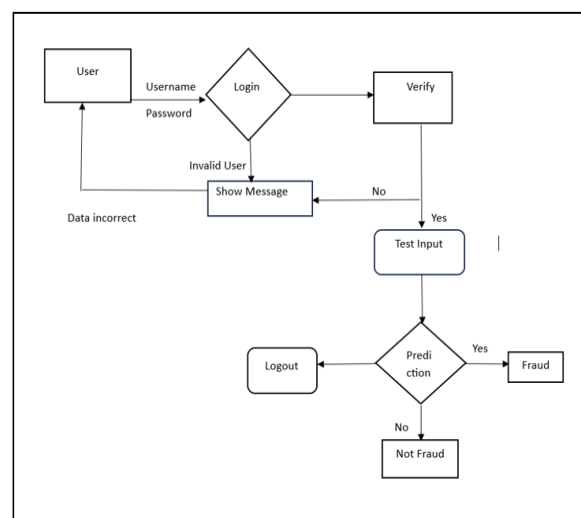 User
Username
Password
Login
Verify
Invalid User
Show Message
No
Data incorrect
Yes
Test Input
Logout
Predi
ction
Yes
Fraud
No
Not Fraud